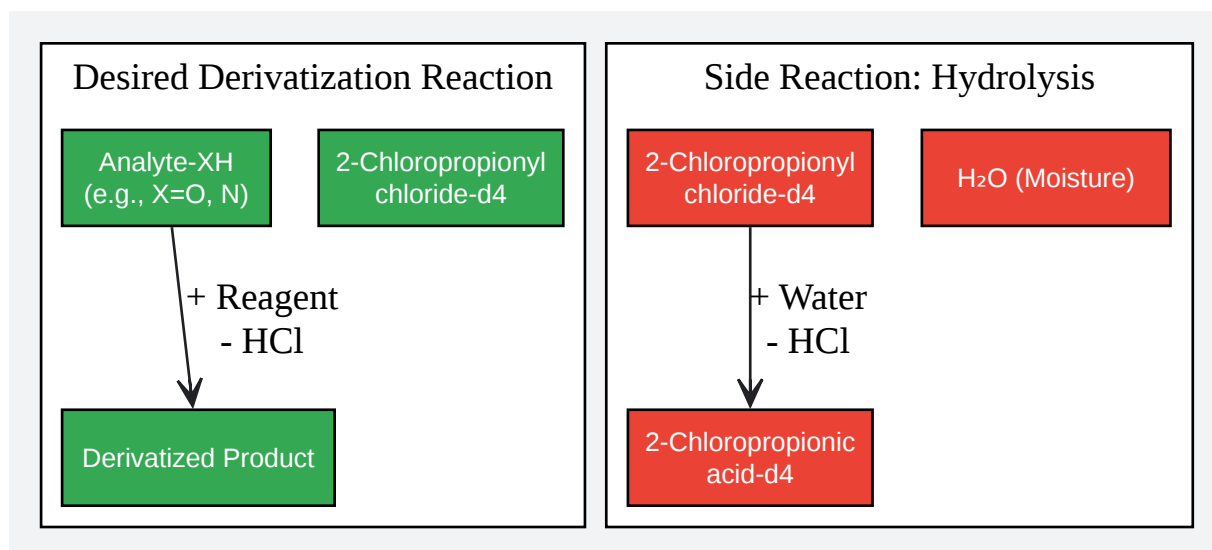 Desired Derivatization Reaction
Analyte-XH
(e.g., X=O, N)
2-Chloropropionyl
chloride-d4
+ Reagent
- HCl
Derivatized Product
Side Reaction: Hydrolysis
2-Chloropropionyl
chloride-d4
H₂O (Moisture)
+ Water
- HCl
2-Chloropropionic
acid-d4